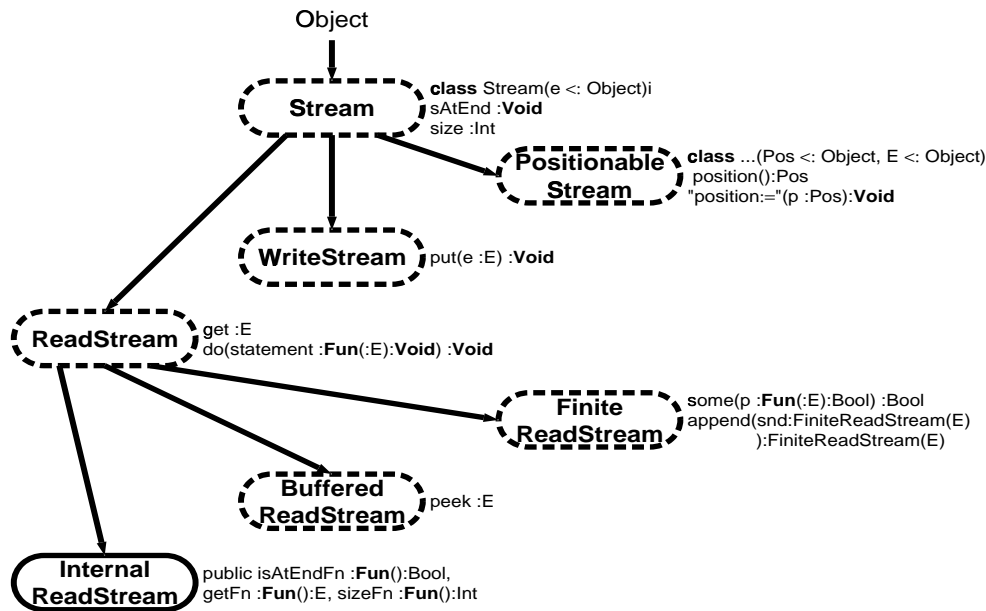 Object
Stream
class Stream(e <: Object)i
sAtEnd :Void
size :Int
Positionable
Stream
class ...(Pos <: Object, E <: Object)
position():Pos
"position:="(p :Pos):Void
WriteStream
put(e :E) :Void
ReadStream
get :E
do(statement :Fun(:E):Void) :Void
Finite
ReadStream
some(p :Fun(:E):Bool) :Bool
append(snd:FiniteReadStream(E)
):FiniteReadStream(E)
Buffered
ReadStream
peek :E
Internal
ReadStream
public isAtEndFn :Fun():Bool,
getFn :Fun():E, sizeFn :Fun():Int